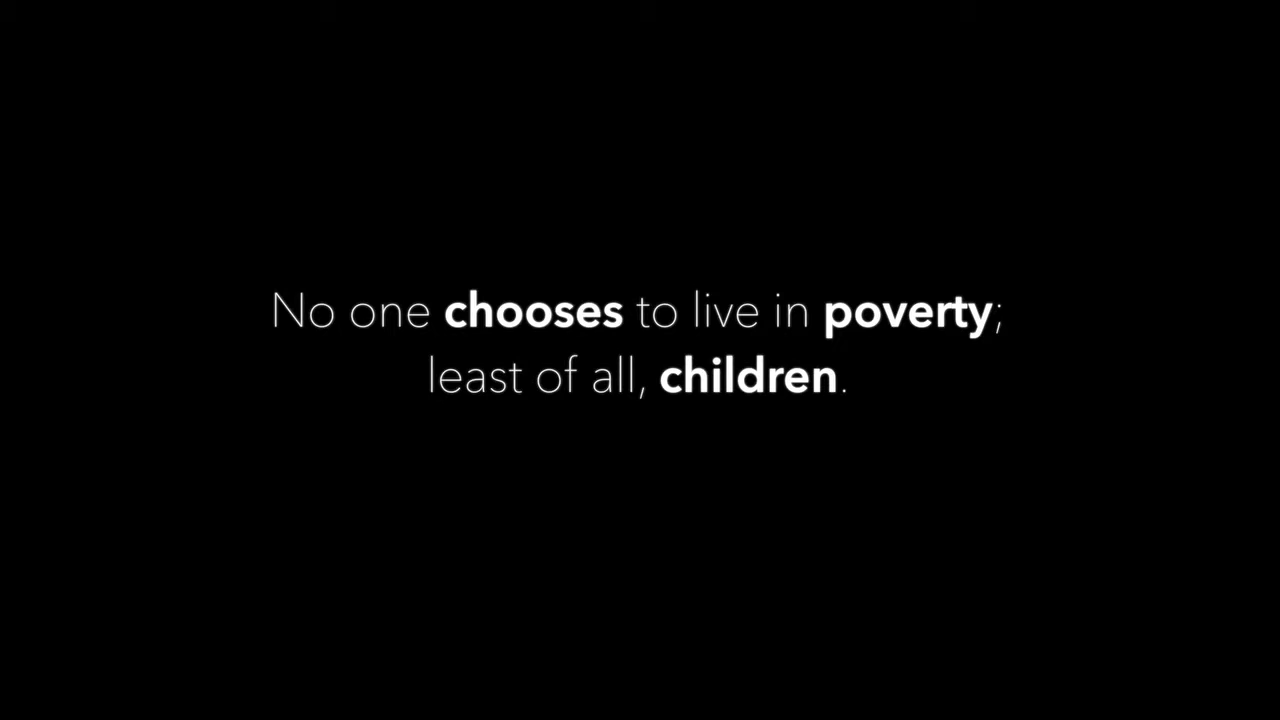 No one chooses to live in poverty;
least of all, children.